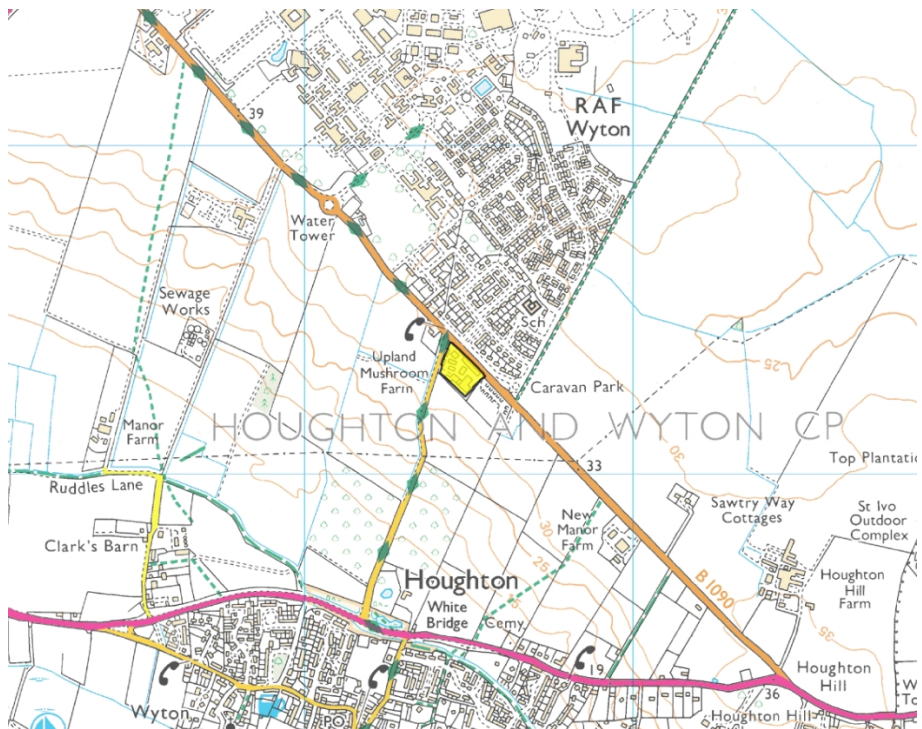 RAF
Wyton
39
Water
Tower
Sewage
Works
Sch
Upland
Mushroom
Farm
Caravan Park
25
HOUGHTON AND WYTON CP
Manor
Farm
30
Top Plantatio
33
Ruddles Lane
Sawtry Way
Cottages
St Ivo
Outdoor
Complex
New
Manor
Farm
30
Clark's Barn
25
Houghton
B 1090
Houghton
Hill
Farm
15
White
Bridge
Cemy
35
19
Houghton
Hill
36
Wyton
PO
Houghton Hill
W